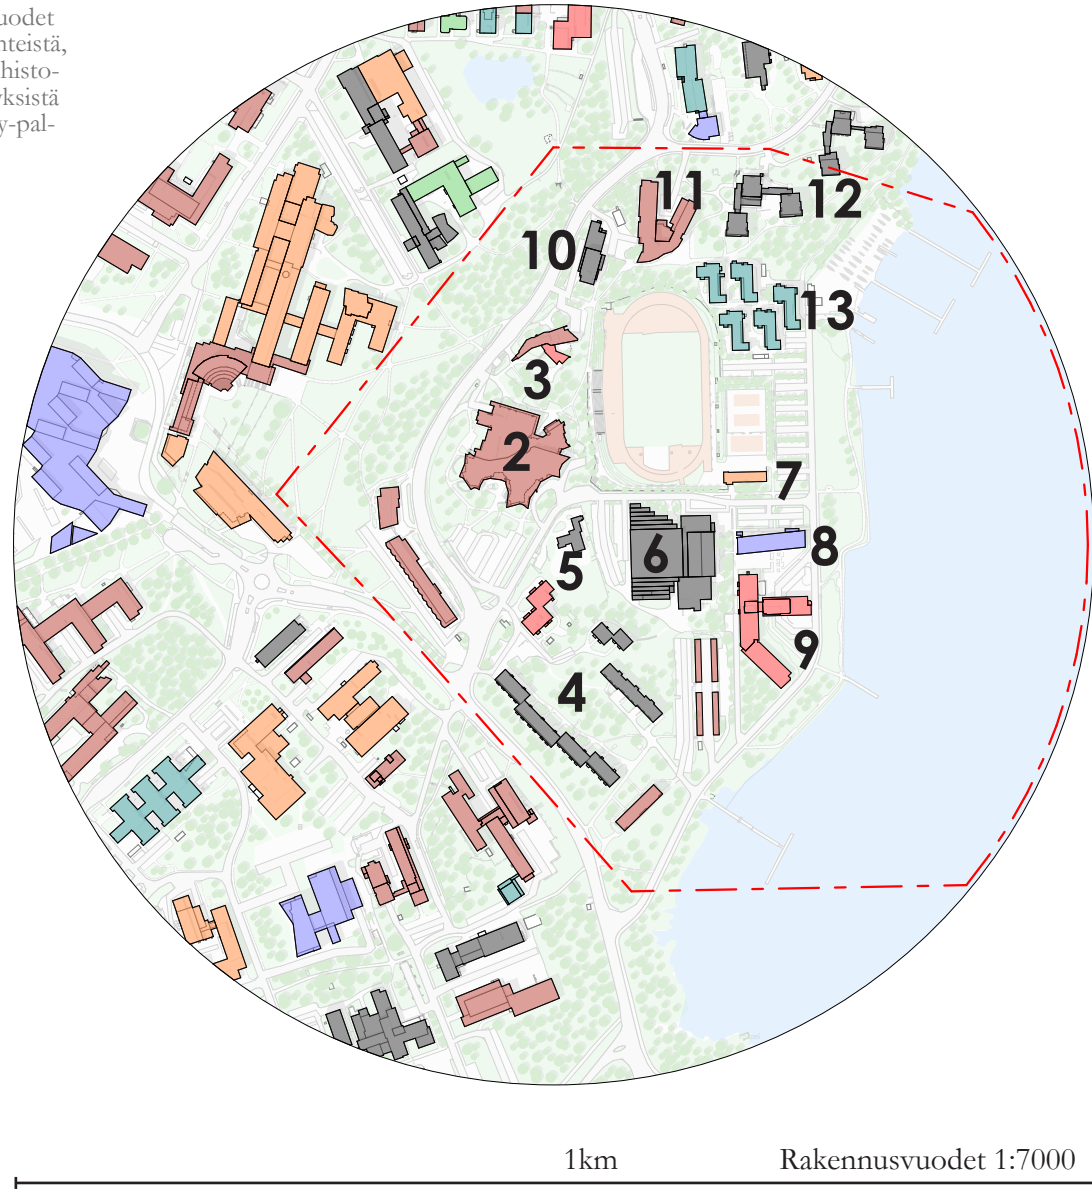 uodet
nteistä,
histo-
yksistä
y-pal-
11
12
10
13
3
2
7
6
8
5
9
4
1km
Rakennusvuodet 1:7000